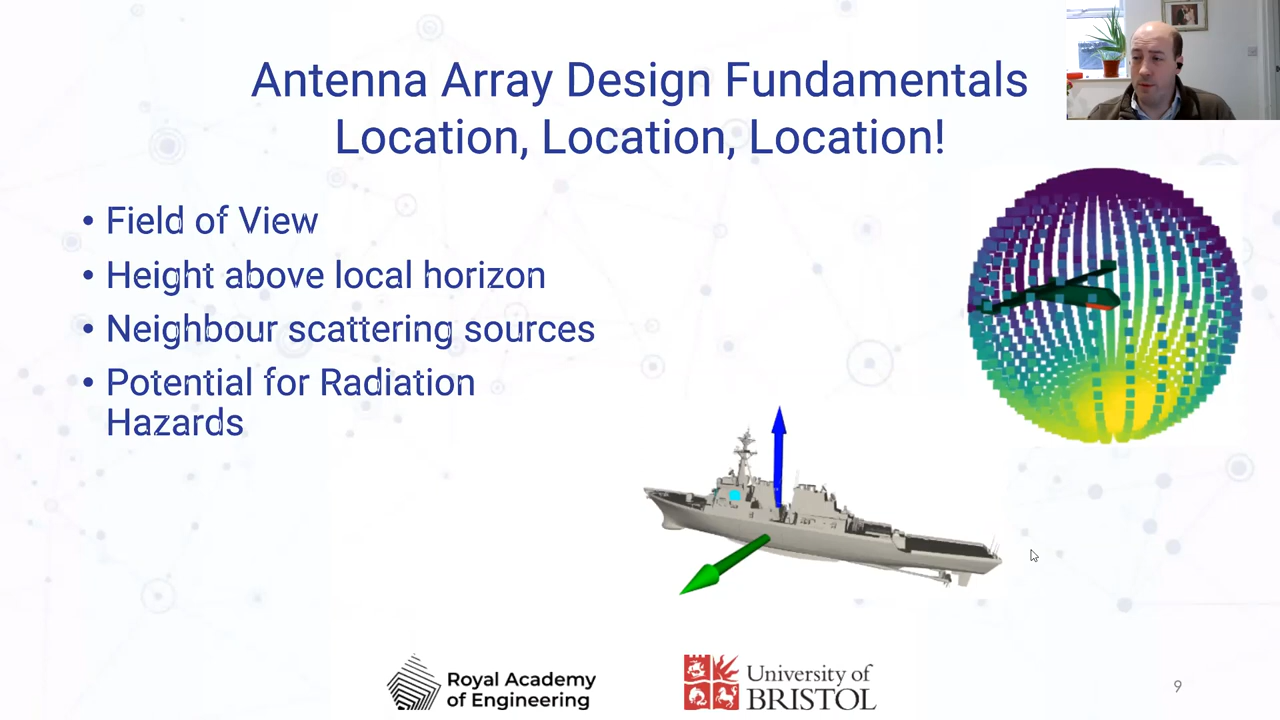 Antenna Array Design Fundamentals
Location, Location, Location!
• Field of View
• Height above local horizon
• Neighbour scattering sources
• Potential for Radiation
Hazards
Royal Academy
of Engineering
University of
BRISTOL
9